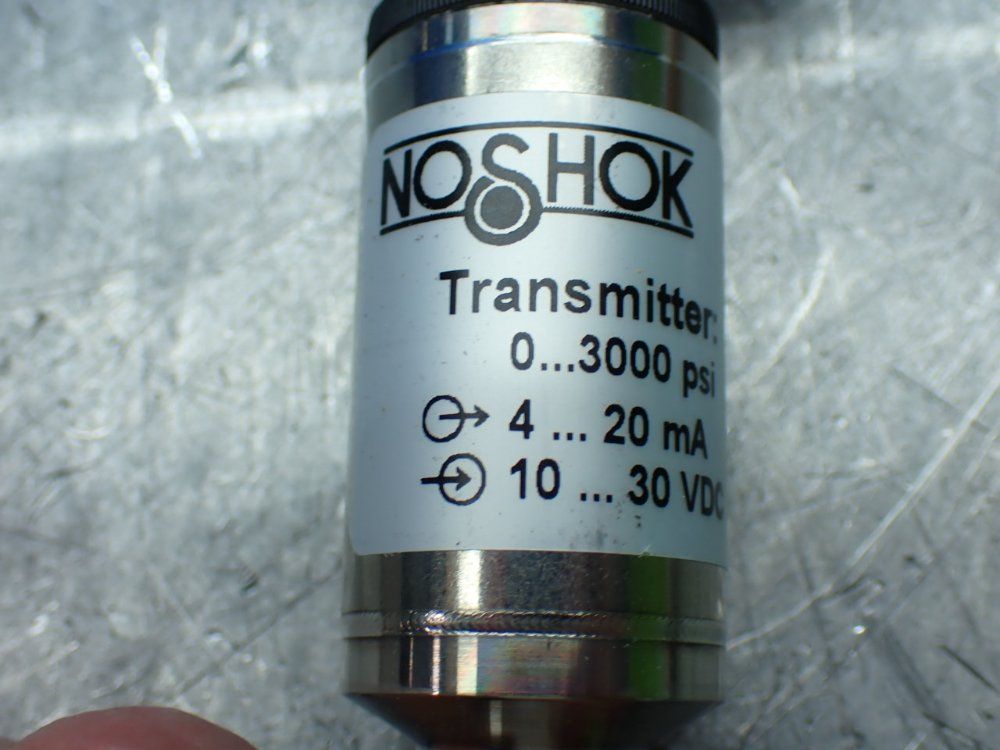 NOSHOK
Transmitter:
0...3000 psi
4 ... 20 mA
10 ... 30 VDC